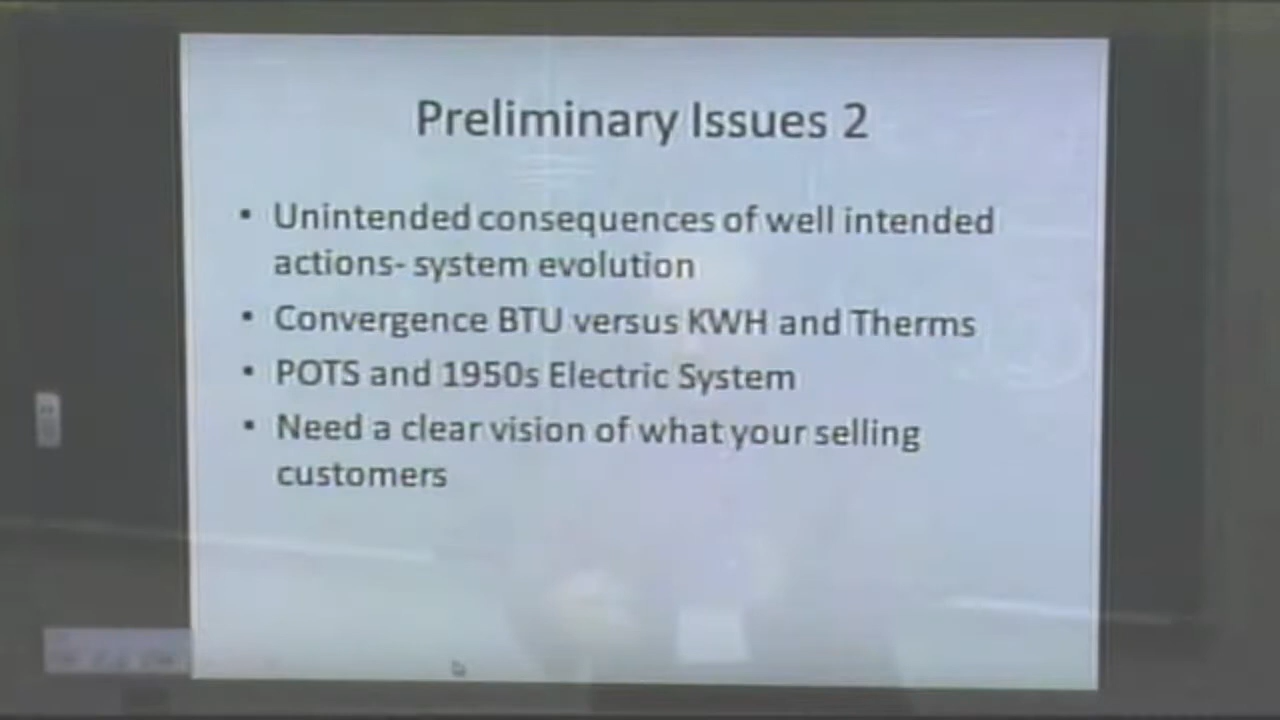 Preliminary Issues 2
• Unintended consequences of well intended
actions- system evolution
• Convergence BTU versus KWH and Therms
• POTS and 1950s Electric System
• Need a clear vision of what your selling
customers